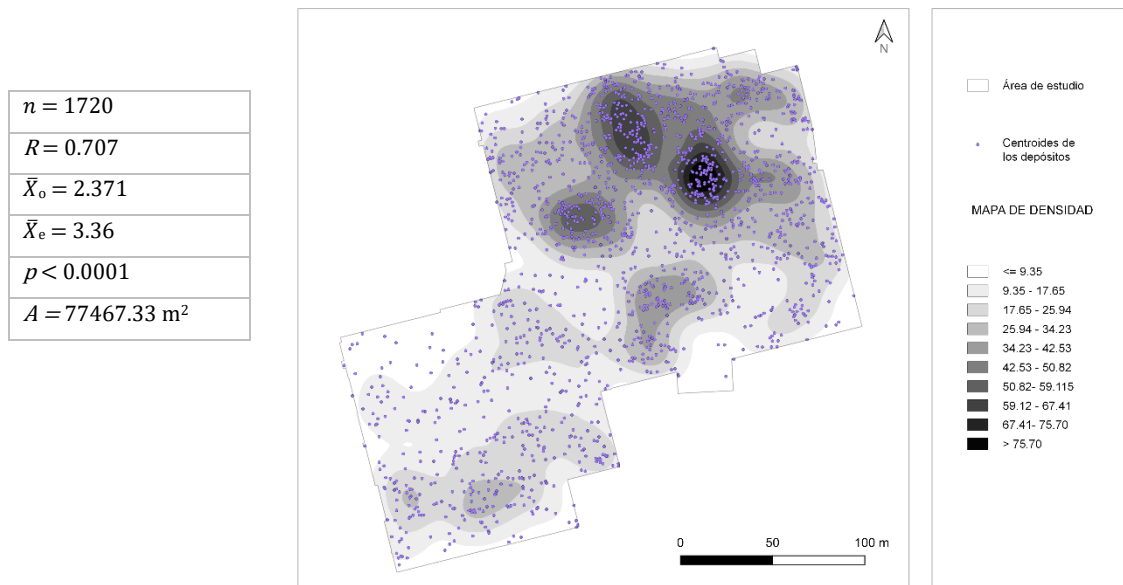 n = 1720
R = 0.707
X̄o = 2.371
X̄e = 3.36
p < 0.0001
A = 77467.33 m²
N
0 50 100 m
Área de estudio
Centroides de
los depósitos
MAPA DE DENSIDAD
<= 9.35
9.35 - 17.65
17.65 - 25.94
25.94 - 34.23
34.23 - 42.53
42.53 - 50.82
50.82- 59.115
59.12 - 67.41
67.41- 75.70
> 75.70